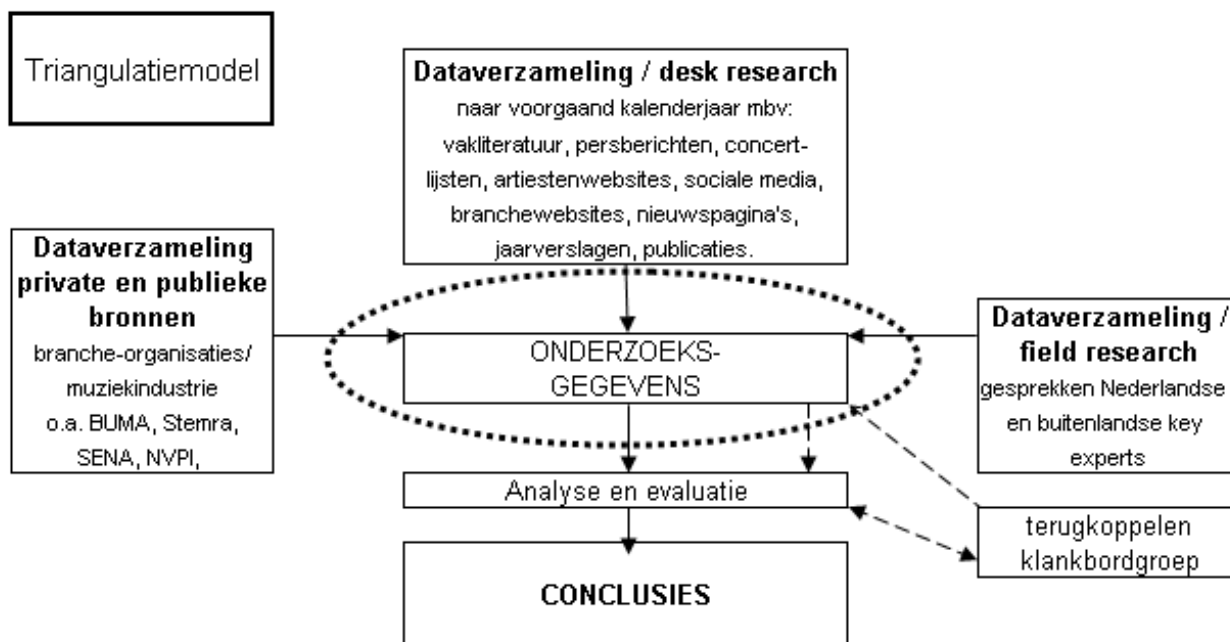 Triangulatiemodel
Dataverzameling / desk research
naar voorgaand kalenderjaar mbv:
vakliteratuur, persberichten, concert-
lijsten, artiestenwebsites, sociale media,
branchewebsites, nieuwspagina's,
jaarverslagen, publicaties.
Dataverzameling
private en publieke
bronnen
branche-organisaties/
muziekindustrie
o.a. BUMA, Stemra,
SENA, NVPI,
ONDERZOEKS-
GEGEVENS
Dataverzameling /
field research
gesprekken Nederlandse
en buitenlandse key
experts
Analyse en evaluatie
terugkoppelen
klankbordgroep
CONCLUSIES